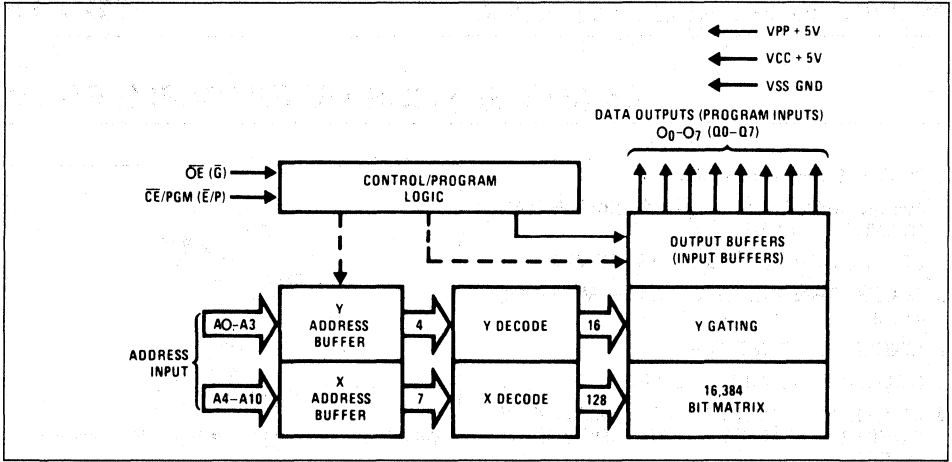 VPP + 5V
VCC + 5V
VSS GND
DATA OUTPUTS (PROGRAM INPUTS)
O0–O7 (Q0–Q7)
OE (G)
CE/PGM (E/P)
CONTROL/PROGRAM
LOGIC
OUTPUT BUFFERS
(INPUT BUFFERS)
ADDRESS
INPUT
A0–A3
Y
ADDRESS
BUFFER
4
Y DECODE
16
Y GATING
A4–A10
X
ADDRESS
BUFFER
7
X DECODE
128
16,384
BIT MATRIX